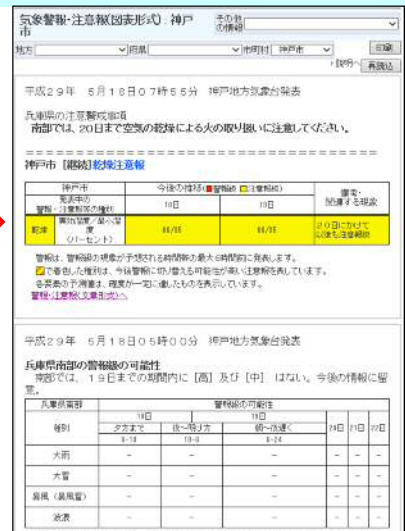 気象警報・注意報(図表形式):神戸市 その他の情報
地方 府県 市町村 神戸市 印刷
説明へ 再読込
平成29年 5月18日07時55分 神戸地方気象台発表
兵庫県の注意警戒事項
南部では、20日まで空気の乾燥による火の取り扱いに注意してください。
神戸市 [継続]乾燥注意報
神戸市 今後の推移(■警報級 □注意報級) 備考・関連する現象
発表中の警報・注意報等の種別 18日 19日
乾燥 実効湿度/最小湿度(パーセント) 20日にかけて以後も注意報級
警報は、警報級の現象が予想される時間帯の最大6時間前に発表します。
で着色した種別は、今後警報に切り替える可能性が高い注意報を表しています。
各要素の予測値は、確度が一定に達したものを表示しています。
警報・注意報(文章形式)へ
平成29年 5月18日05時00分 神戸地方気象台発表
兵庫県南部の警報級の可能性
南部では、19日までの期間内に[高]及び[中]はない。今後の情報に留意。
兵庫県南部 警報級の可能性
種別 18日 19日 20日 21日 22日
夕方まで 夜～明け方 朝～夜遅く
6-18 18-6 6-24
大雨 - - - - - -
大雪 - - - - - -
暴風(暴風雪) - - - - - -
波浪 - - - - - -